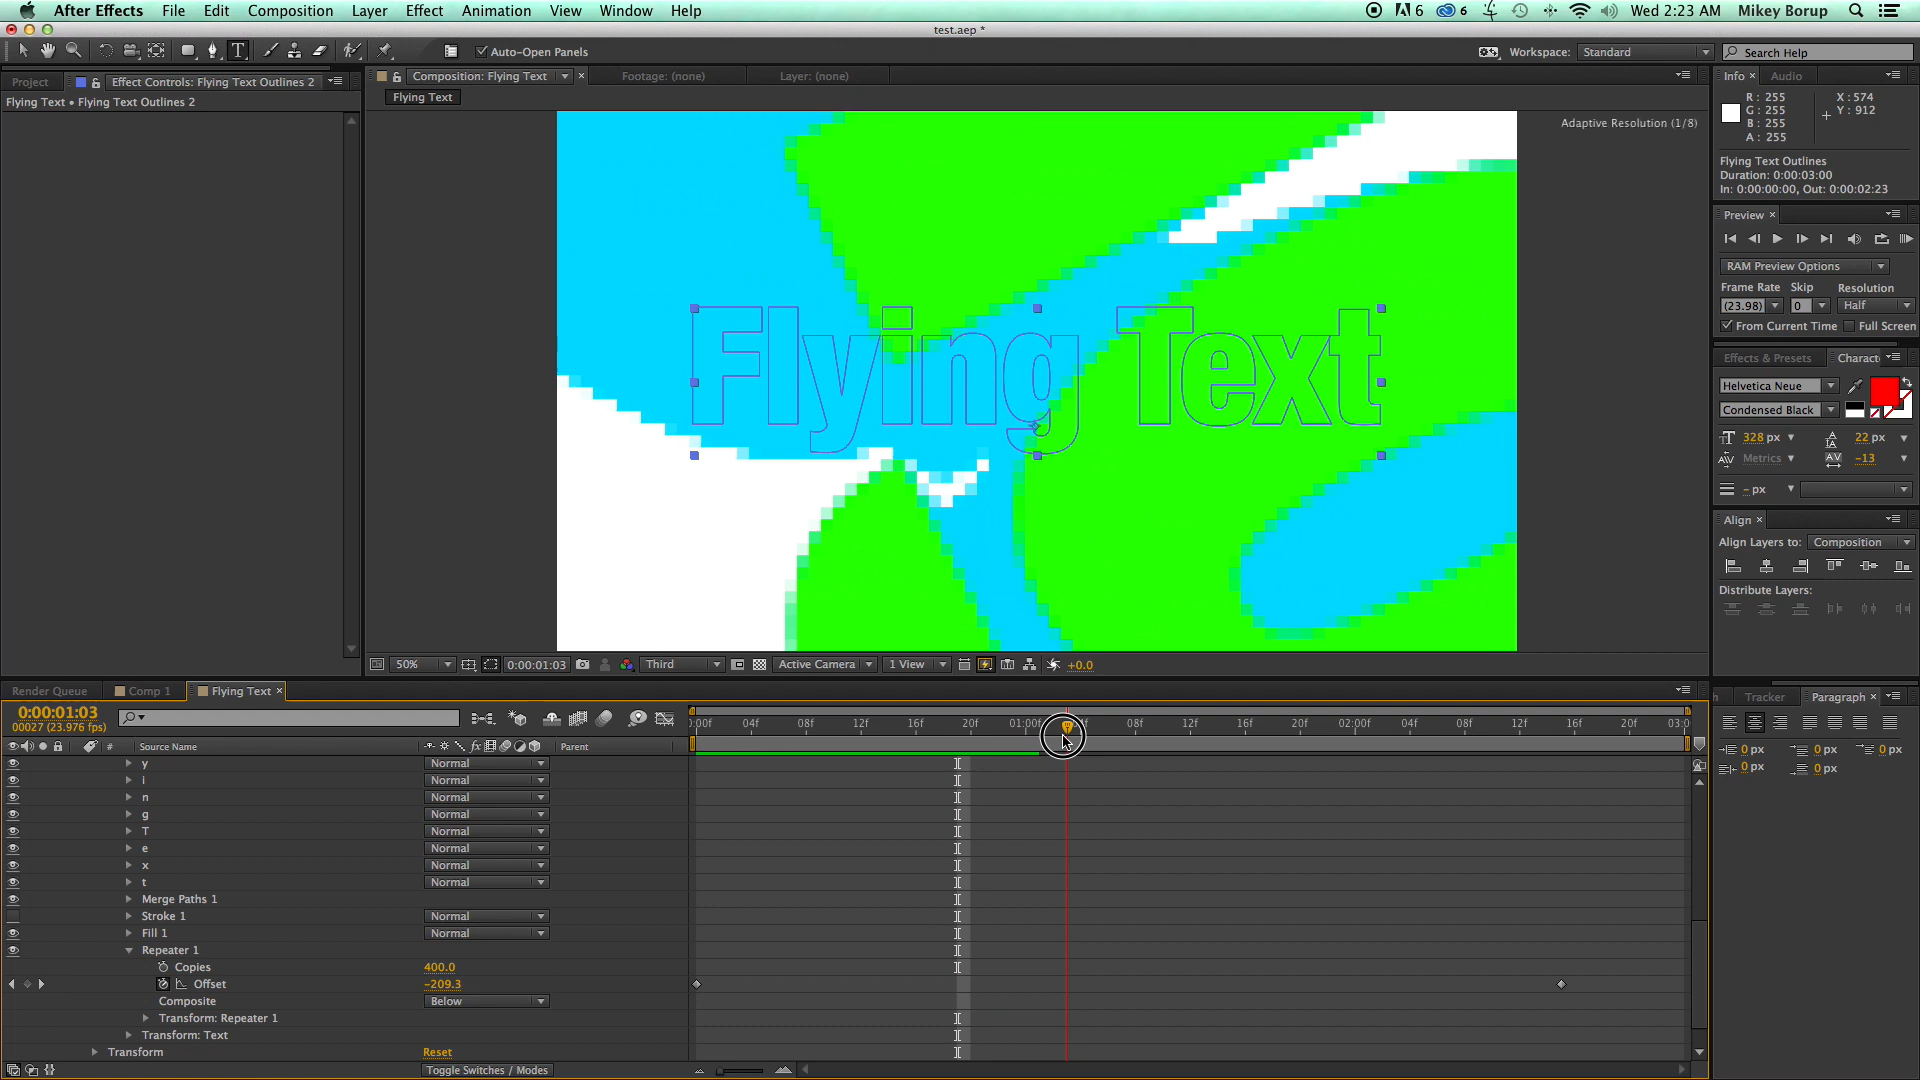 After Effects File Edit Composition Layer Effect Animation View Window Help 6 6 Wed 2:23 AM Mikey Borup
test.aep *
T Auto-Open Panels Workspace: Standard Search Help
Project Effect Controls: Flying Text Outlines 2 Composition: Flying Text Footage: (none) Layer: (none) Info Audio
Flying Text • Flying Text Outlines 2
Flying Text
Adaptive Resolution (1/8)
R: 255 X: 574
G: 255 Y: 912
B: 255
A: 255
Flying Text Outlines
Duration: 0:00:03:00
In: 0:00:00:00, Out: 0:00:02:23
Preview
RAM Preview Options
Frame Rate Skip Resolution
(23.98) 0 Half
From Current Time Full Screen
Flying Text
Effects & Presets Charact
Helvetica Neue
Condensed Black
328 px 22 px
Metrics -13
- px
Align
Align Layers to: Composition
Distribute Layers:
50% 0:00:01:03 Third Active Camera 1 View +0.0
Render Queue Comp 1 Flying Text
Tracker Paragraph
0:00:01:03
00027 (23.976 fps)
:00f 04f 08f 12f 16f 20f 01:00f 08f 12f 16f 20f 02:00f 04f 08f 12f 16f 20f 03:0
# Source Name fx Parent
0 px 0 px 0 px
0 px 0 px
y Normal
i Normal
n Normal
g Normal
T Normal
e Normal
x Normal
t Normal
Merge Paths 1
Stroke 1 Normal
Fill 1 Normal
Repeater 1
Copies 400.0
Offset -209.3
Composite Below
Transform: Repeater 1
Transform: Text
Transform Reset
Toggle Switches / Modes